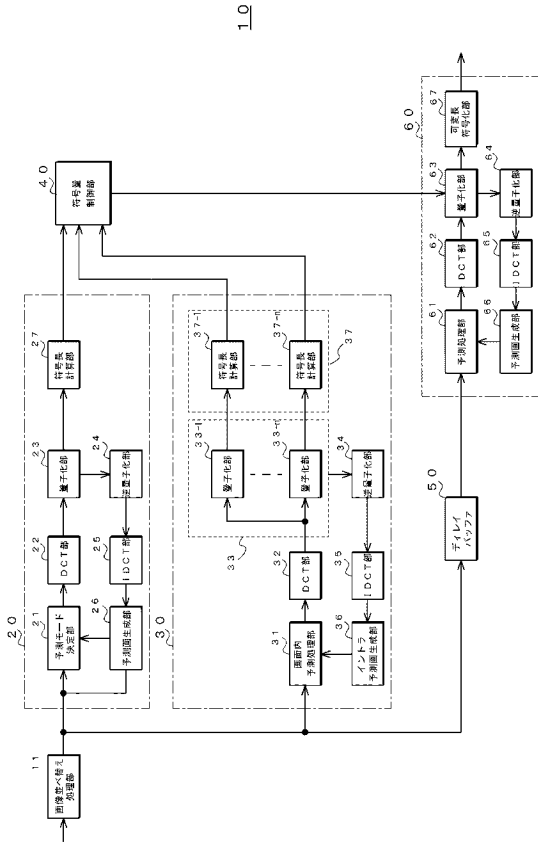 10
11
画像並べ替え
処理部
20
21
予測モード
決定部
22
DCT部
23
量子化部
27
符号長
計算部
24
逆量子化部
25
IDCT部
26
予測画生成部
30
31
画面内
予測処理部
32
DCT部
33
33-1
量子化部
33-n
量子化部
37-1
符号長
計算部
37-n
符号長
計算部
37
34
逆量子化部
35
IDCT部
36
イントラ
予測画生成部
40
符号量
制御部
50
ディレイ
バッファ
60
61
予測処理部
62
DCT部
63
量子化部
67
可変長
符号化部
64
逆量子化部
65
IDCT部
66
予測画生成部